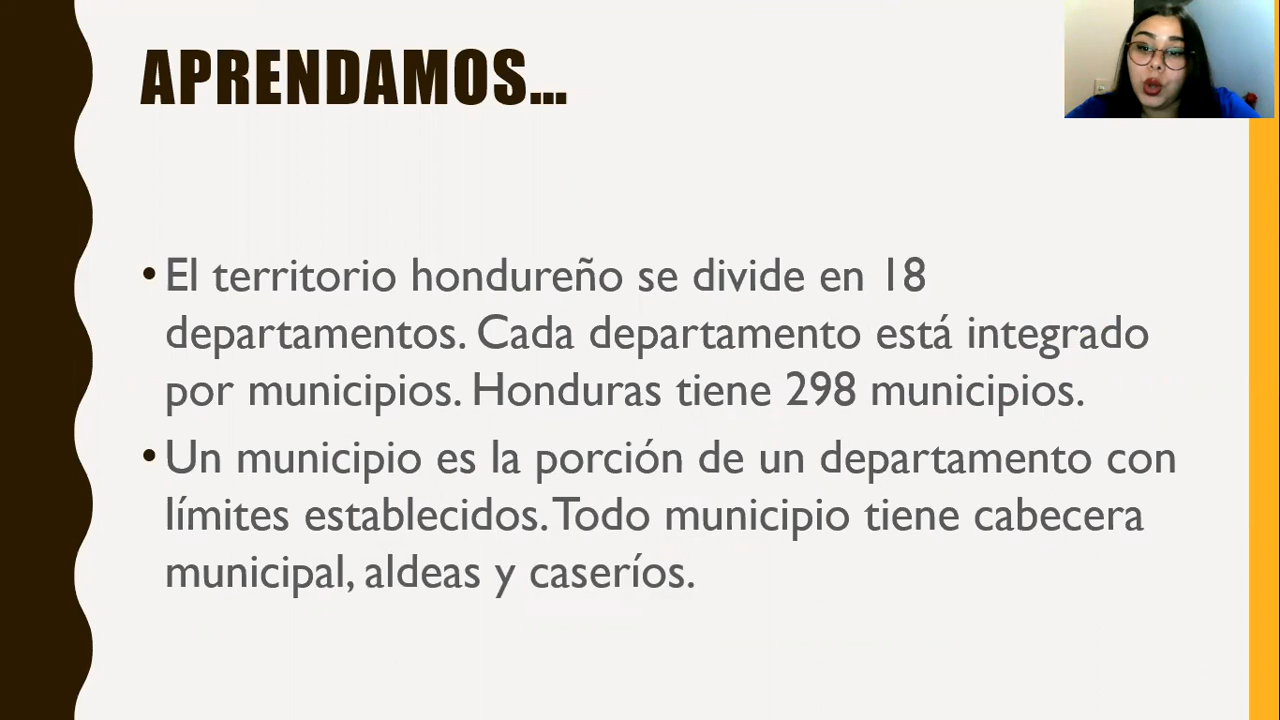 APRENDAMOS...
• El territorio hondureño se divide en 18
departamentos. Cada departamento está integrado
por municipios. Honduras tiene 298 municipios.
• Un municipio es la porción de un departamento con
límites establecidos. Todo municipio tiene cabecera
municipal, aldeas y caseríos.